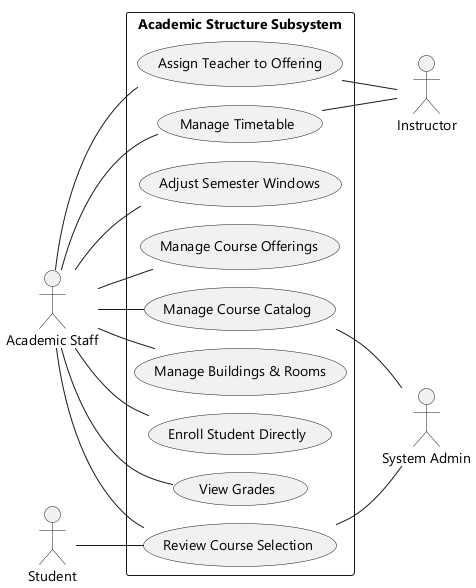 Academic Structure Subsystem
Assign Teacher to Offering
Manage Timetable
Instructor
Adjust Semester Windows
Manage Course Offerings
Manage Course Catalog
Academic Staff
Manage Buildings & Rooms
Enroll Student Directly
System Admin
View Grades
Review Course Selection
Student